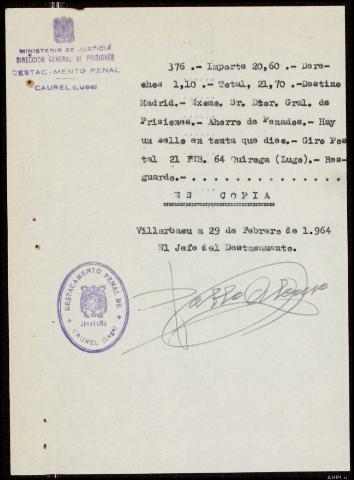 MINISTERIO DE JUSTICIA
DIRECCION GENERAL DE PRISIONES
DESTACAMENTO PENAL
CAUREL (Lugo)
376 .- Importe 20,60 .- Dere-
chos 1,10 .- Total, 21,70 .-Destino
Madrid.- Excmo. Sr. Dtor. Gral. de
Prisiones.- Ahorro de Penados.- Hay
un sello en tenta que dice.- Giro Pos
tal 21 FEB. 64 Quiroga (Lugo).- Res-
guardo.- . . . . . . . . . . . . . . . .
ES COPIA
Villarbacu a 29 de Febrero de 1.964
El Jefe del Destacamento.
DESTACAMENTO PENAL DE
JEFATURA
CAUREL (Lugo)